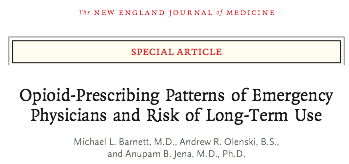 The NEW ENGLAND JOURNAL of MEDICINE
SPECIAL ARTICLE
Opioid-Prescribing Patterns of Emergency
Physicians and Risk of Long-Term Use
Michael L. Barnett, M.D., Andrew R. Olenski, B.S.,
and Anupam B. Jena, M.D., Ph.D.